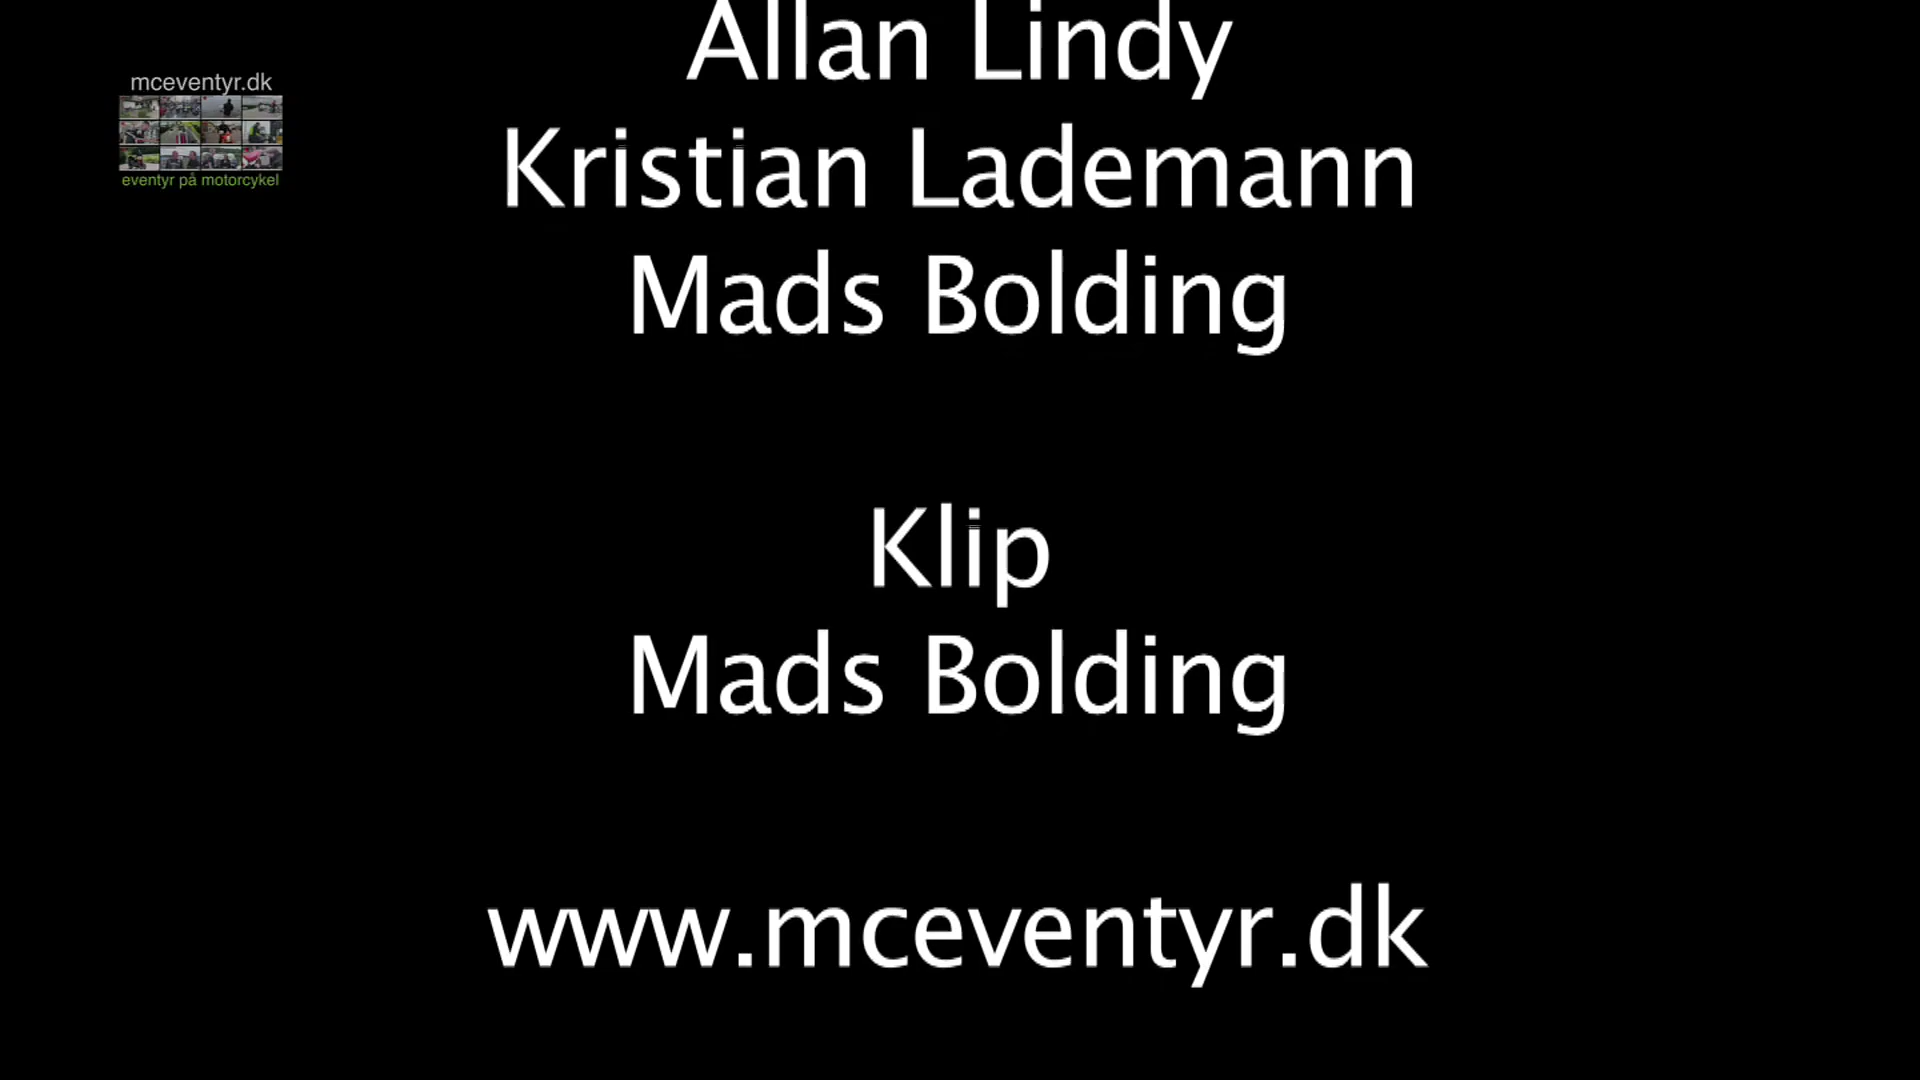 mceventyr.dk
eventyr på motorcykel
Allan Lindy
Kristian Lademann
Mads Bolding
Klip
Mads Bolding
www.mceventyr.dk